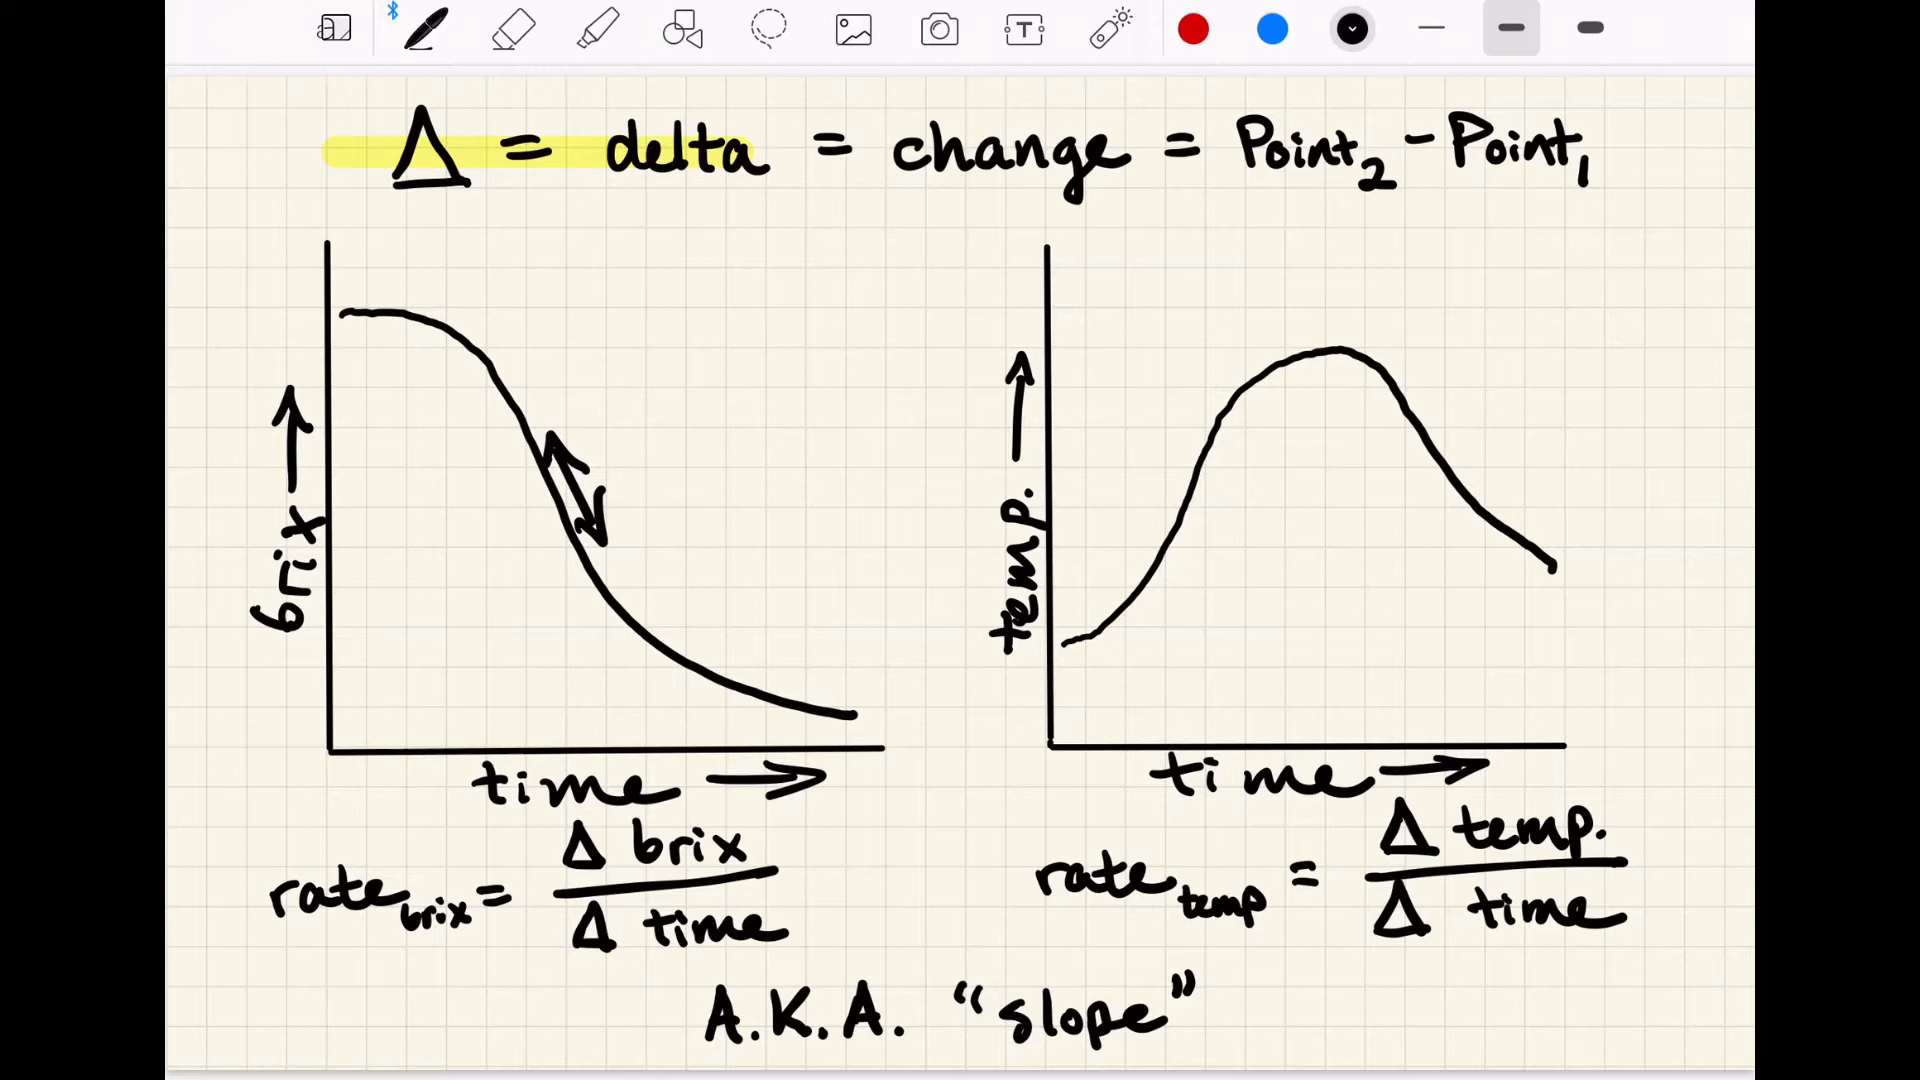 Δ = delta = change = Point₂ - Point₁
brix
temp.
time
time
rate brix = Δ brix / Δ time
rate temp = Δ temp. / Δ time
A.K.A. "slope"